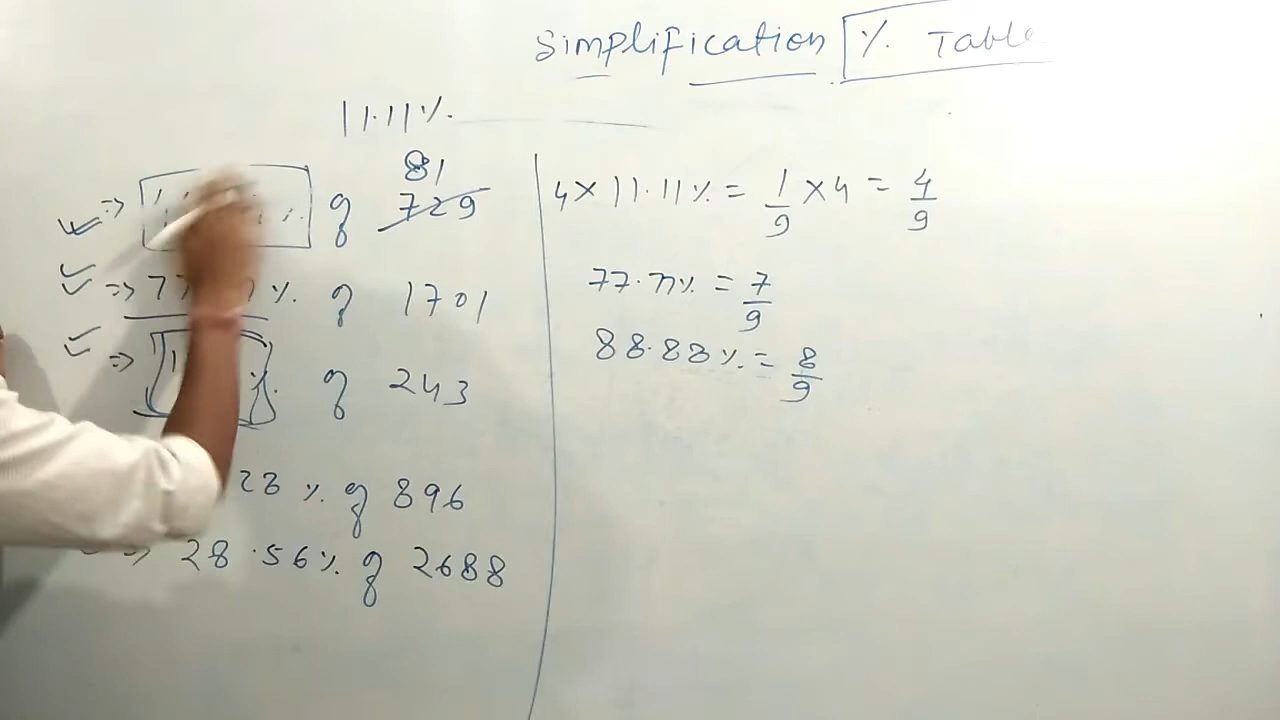 Simplification % Table
11.11%
81
of 729
4 × 11.11% = 1/9 × 4 = 4/9
% of 1701
77.77% = 7/9
% of 243
88.88% = 8/9
28 % of 896
⇒ 28.56% of 2688